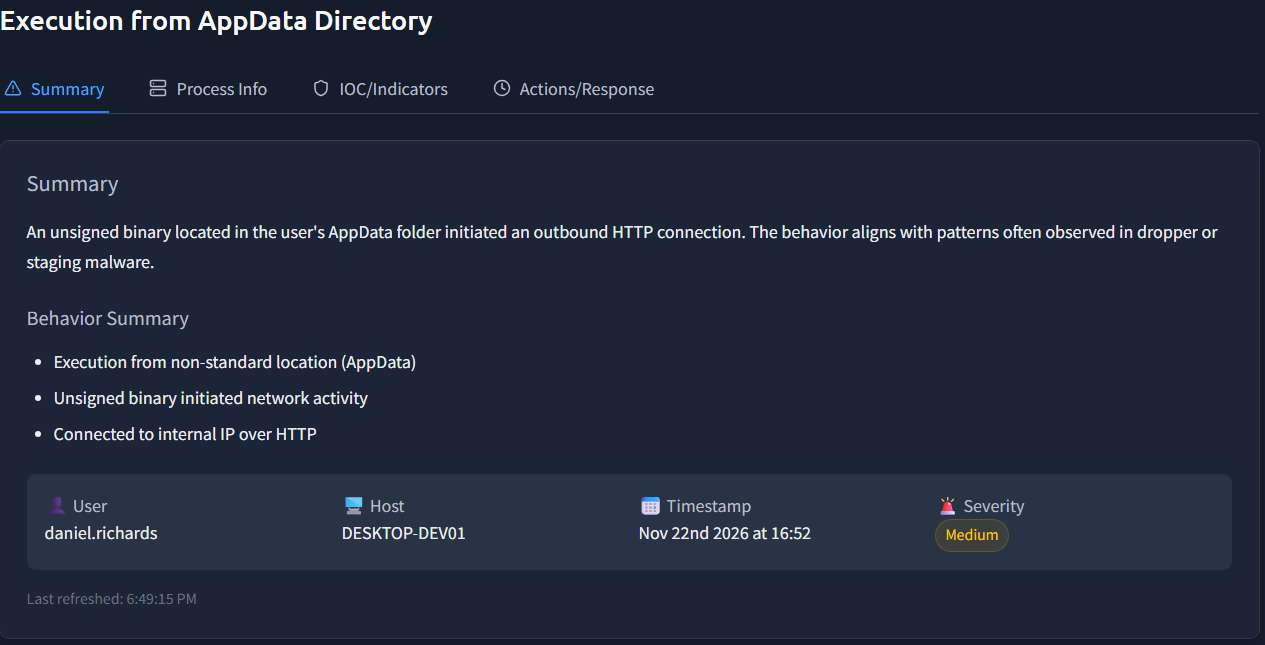 Execution from AppData Directory
Summary
Process Info
IOC/Indicators
Actions/Response
Summary
An unsigned binary located in the user's AppData folder initiated an outbound HTTP connection. The behavior aligns with patterns often observed in dropper or
staging malware.
Behavior Summary
Execution from non-standard location (AppData)
Unsigned binary initiated network activity
Connected to internal IP over HTTP
User
daniel.richards
Host
DESKTOP-DEV01
Timestamp
Nov 22nd 2026 at 16:52
Severity
Medium
Last refreshed: 6:49:15 PM